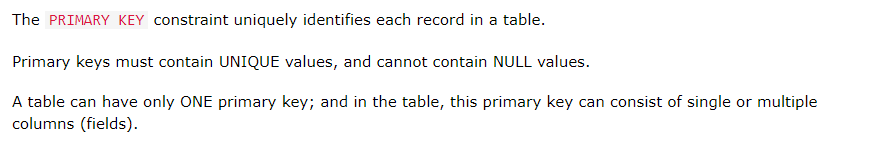 The PRIMARY KEY constraint uniquely identifies each record in a table.
Primary keys must contain UNIQUE values, and cannot contain NULL values.
A table can have only ONE primary key; and in the table, this primary key can consist of single or multiple
columns (fields).